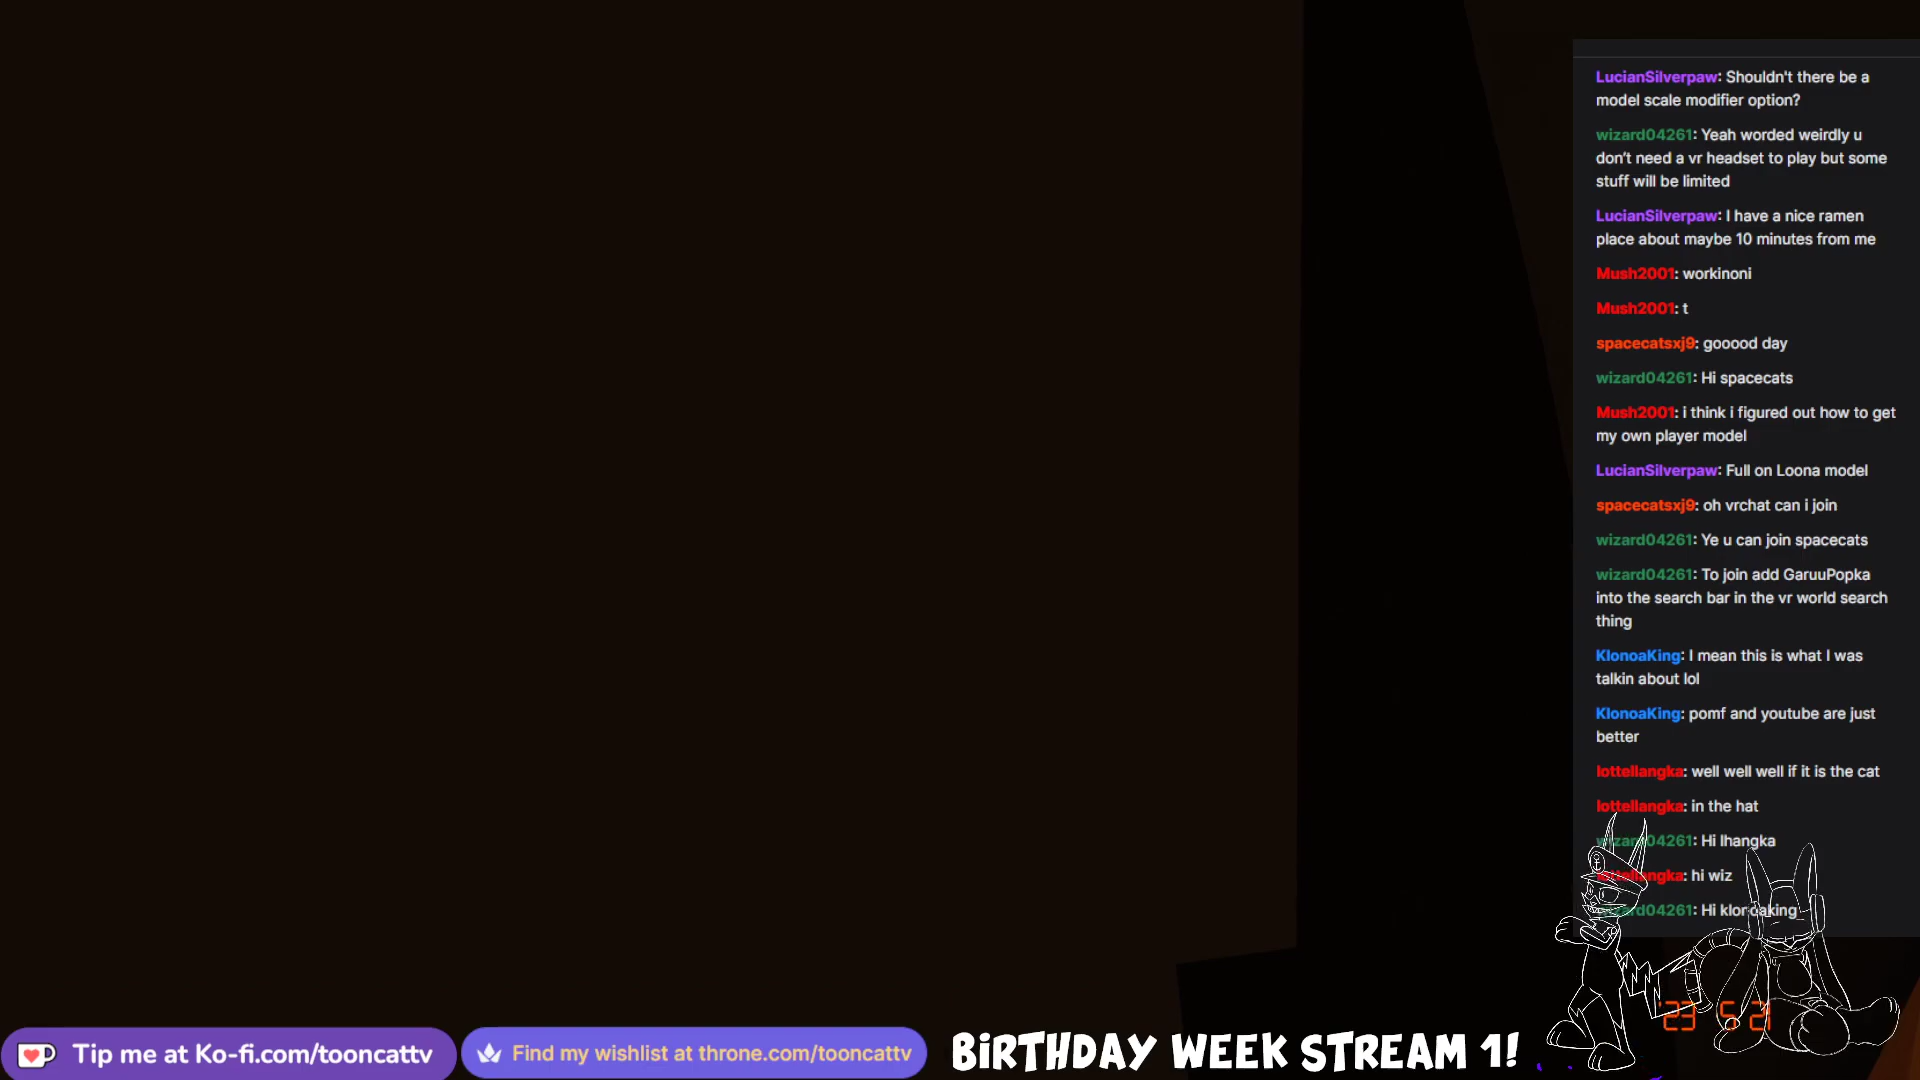 LucianSilverpaw: Shouldn't there be a
model scale modifier option?
wizard04261: Yeah worded weirdly u
don't need a vr headset to play but some
stuff will be limited
LucianSilverpaw: I have a nice ramen
place about maybe 10 minutes from me
Mush2001: workinoni
Mush2001: t
spacecatsxj9: gooood day
wizard04261: Hi spacecats
Mush2001: i think i figured out how to get
my own player model
LucianSilverpaw: Full on Loona model
spacecatsxj9: oh vrchat can i join
wizard04261: Ye u can join spacecats
wizard04261: To join add GaruuPopka
into the search bar in the vr world search
thing
KlonoaKing: I mean this is what I was
talkin about lol
KlonoaKing: pomf and youtube are just
better
lottellangka: well well well if it is the cat
lottellangka: in the hat
wizard04261: Hi lhangka
lottellangka: hi wiz
wizard04261: Hi klonoaking
'23 5 21
Tip me at Ko-fi.com/tooncattv
Find my wishlist at throne.com/tooncattv
BIRTHDAY WEEK STREAM 1!